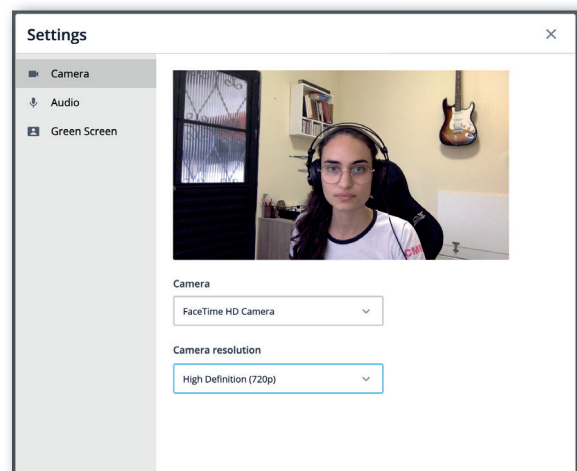 Settings
Camera
Audio
Green Screen
Camera
FaceTime HD Camera
Camera resolution
High Definition (720p)